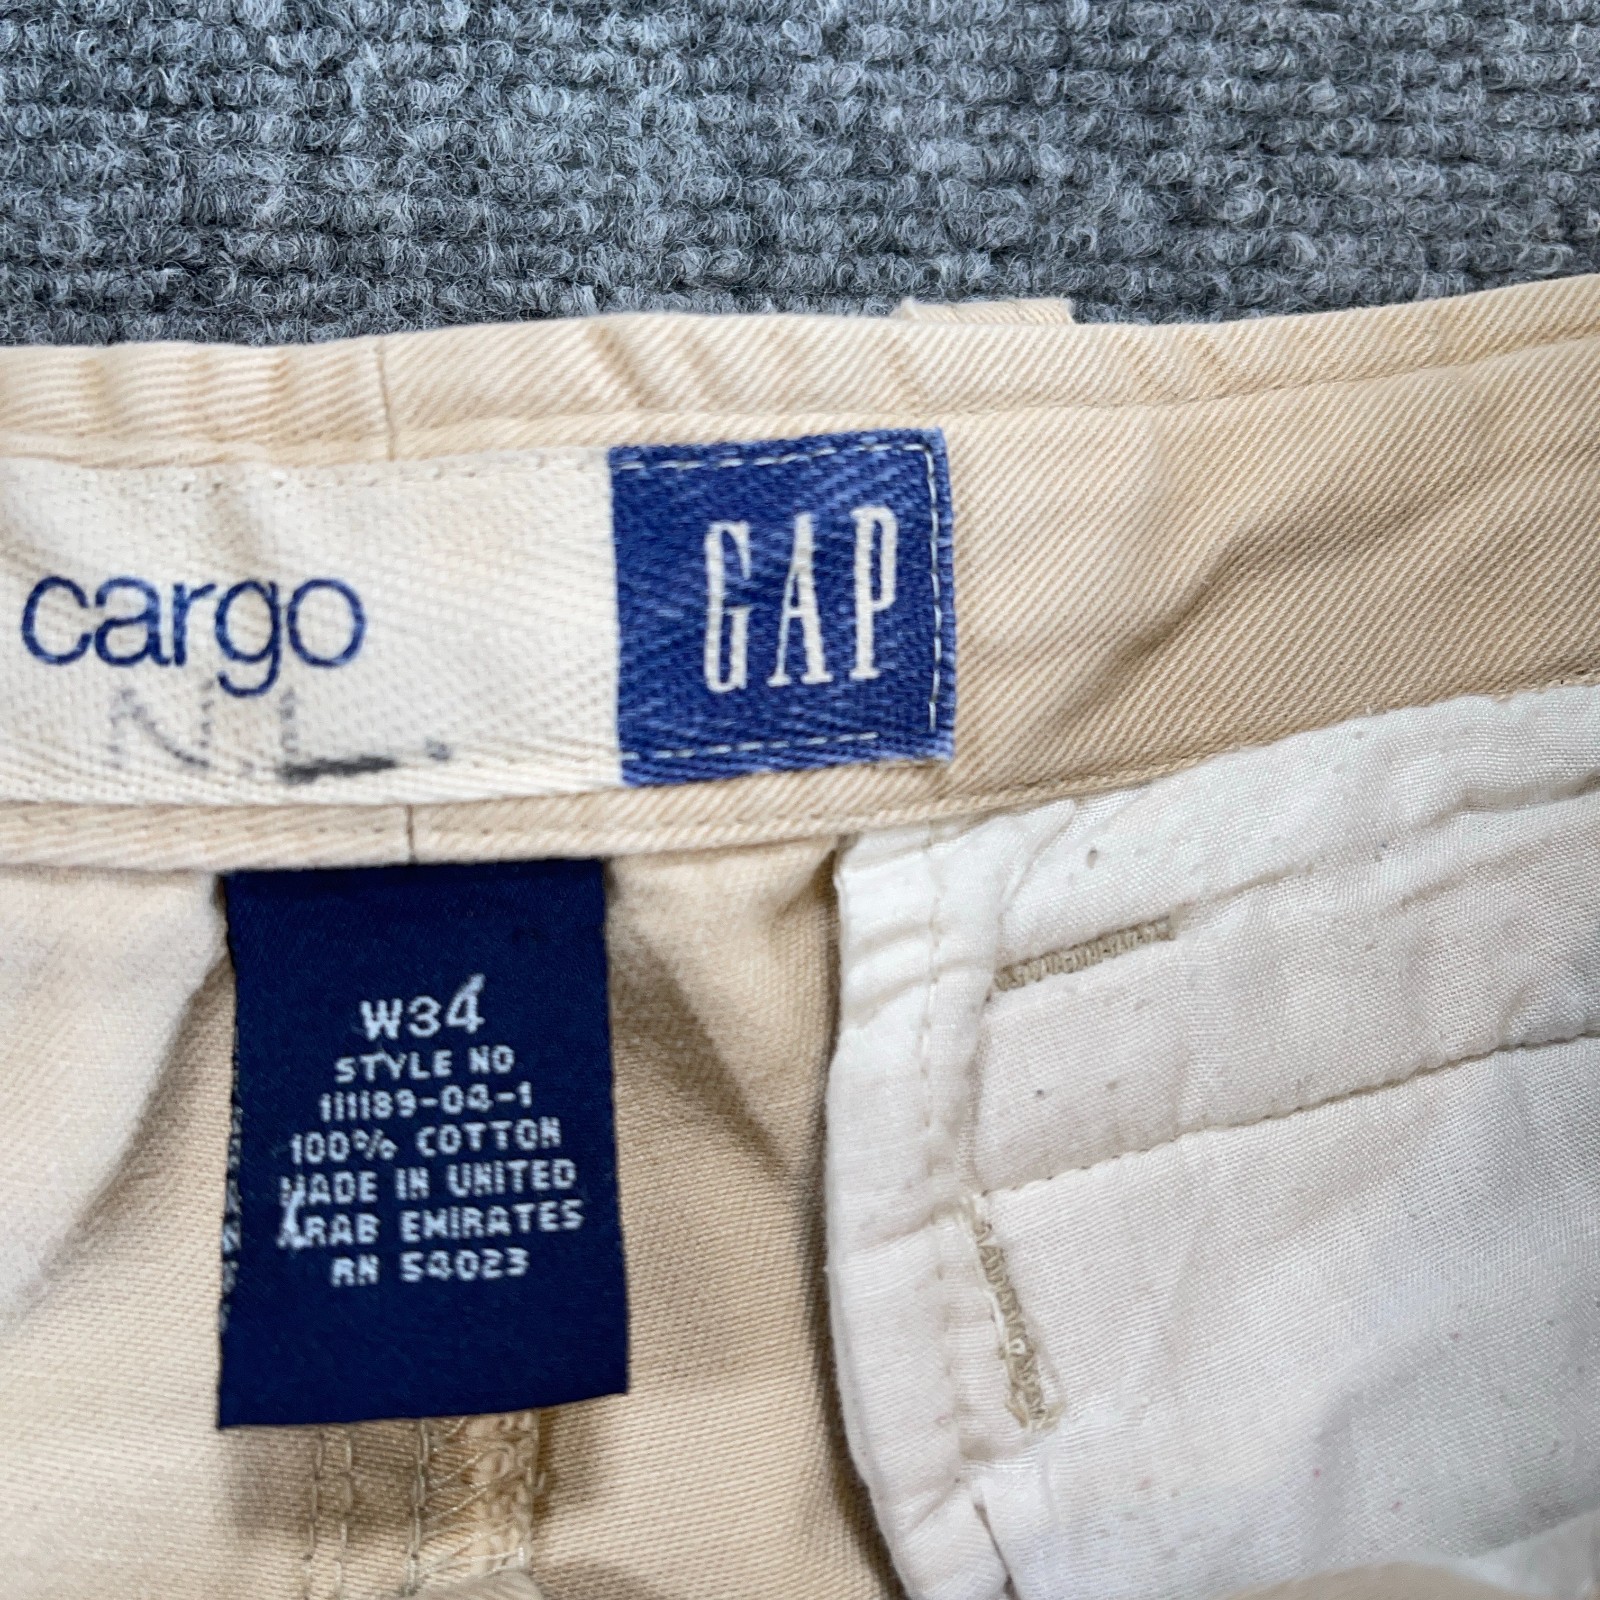 cargo
GAP
N.L.
W34
STYLE NO
111189-04-1
100% COTTON
MADE IN UNITED
ARAB EMIRATES
RN 54023